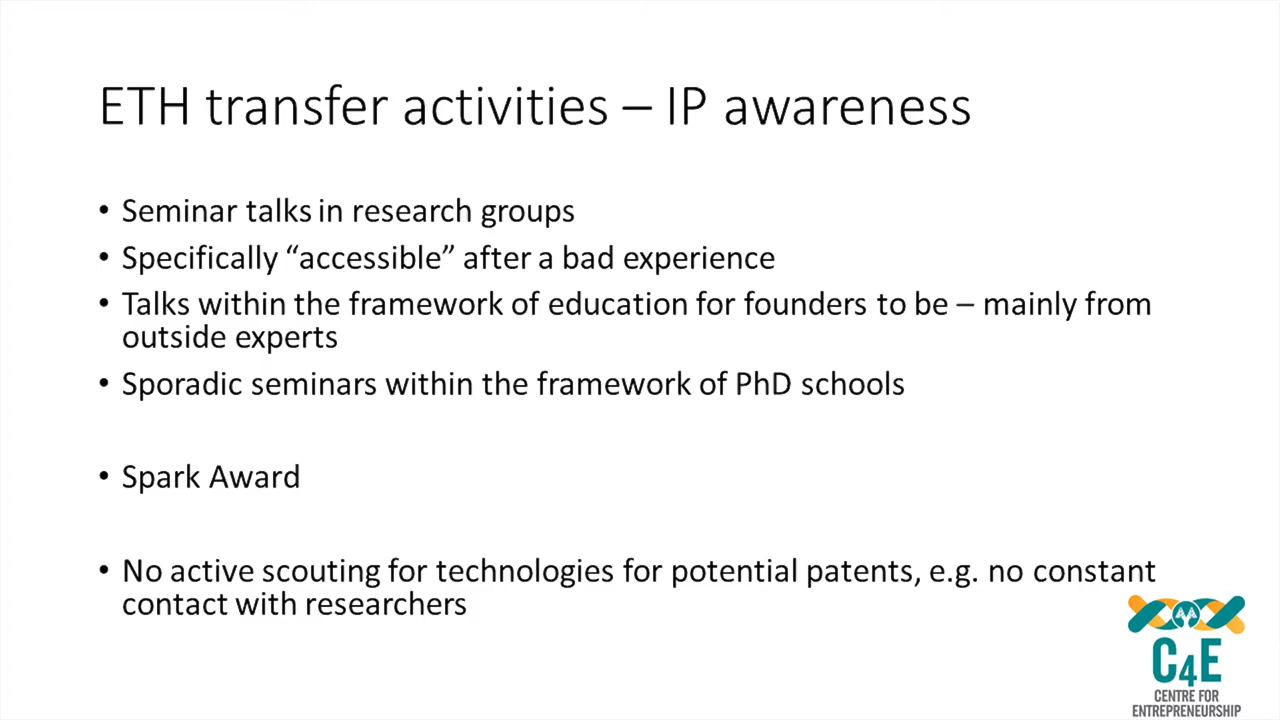 ETH transfer activities – IP awareness
• Seminar talks in research groups
• Specifically “accessible” after a bad experience
• Talks within the framework of education for founders to be – mainly from
outside experts
• Sporadic seminars within the framework of PhD schools
• Spark Award
• No active scouting for technologies for potential patents, e.g. no constant
contact with researchers
C4E
CENTRE FOR
ENTREPRENEURSHIP